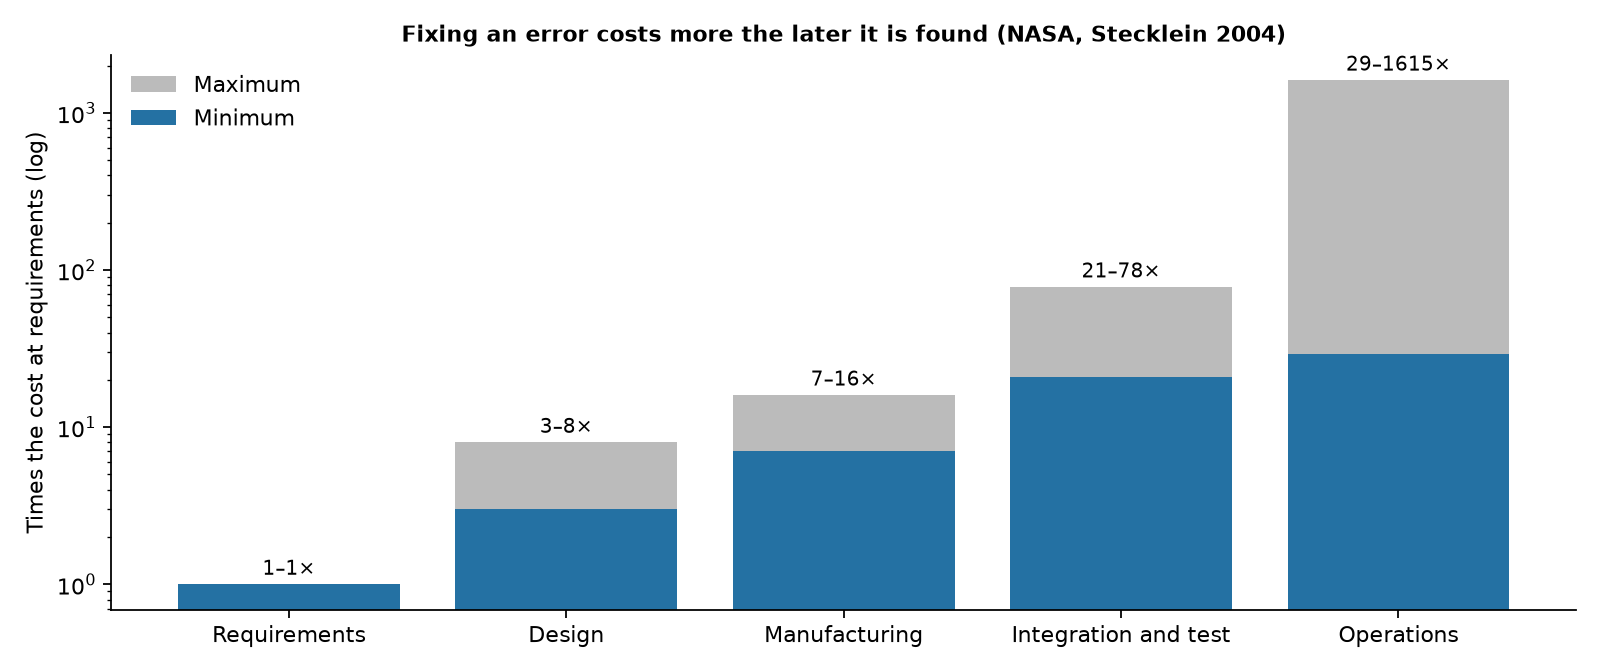 Fixing an error costs more the later it is found (NASA, Stecklein 2004)
Maximum
Minimum
Times the cost at requirements (log)
10³
10²
10¹
10⁰
1–1×
3–8×
7–16×
21–78×
29–1615×
Requirements
Design
Manufacturing
Integration and test
Operations